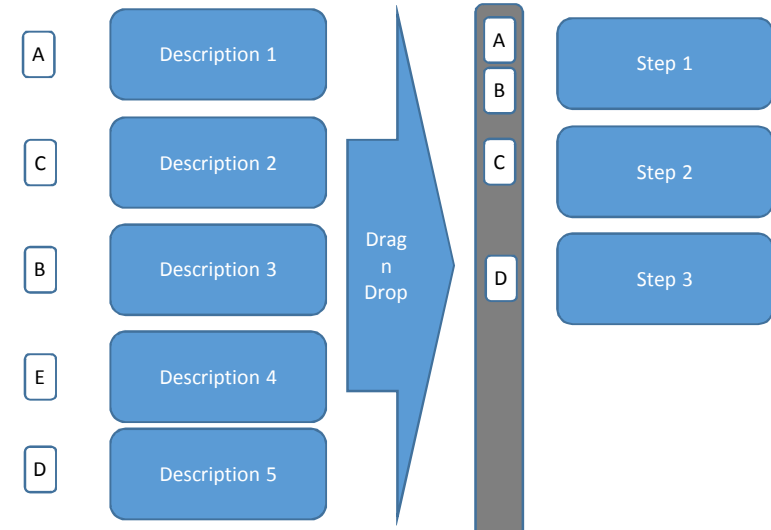 A
Description 1
C
Description 2
B
Description 3
E
Description 4
D
Description 5
Drag
n
Drop
A
B
C
D
Step 1
Step 2
Step 3